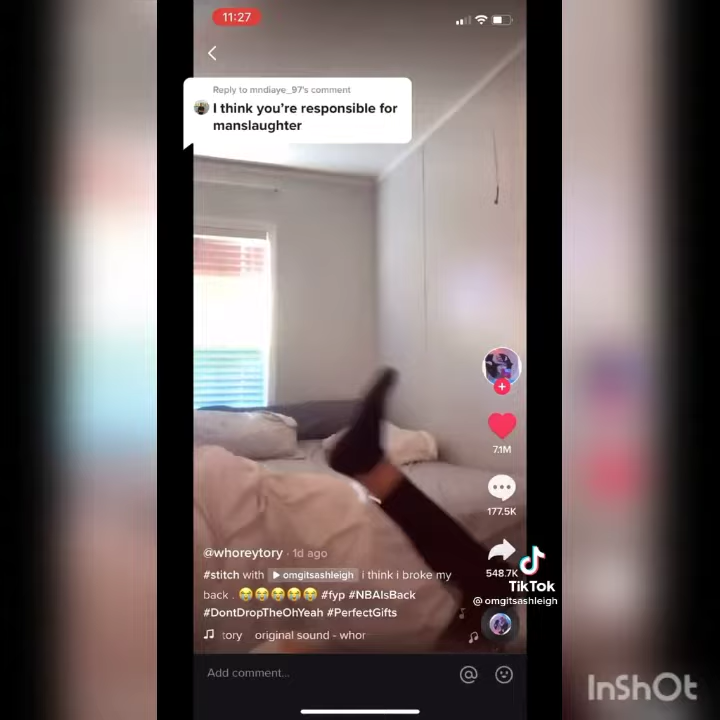 11:27
Reply to mndiaye_97's comment
I think you're responsible for
manslaughter
7.1M
177.5K
548.7K
@whoreytory · 1d ago
#stitch with ▶ omgitsashleigh i think i broke my
back . 😭😭😭😭😭 #fyp #NBAIsBack
#DontDropTheOhYeah #PerfectGifts
tory original sound - whor
TikTok
@ omgitsashleigh
Add comment...
InShOt